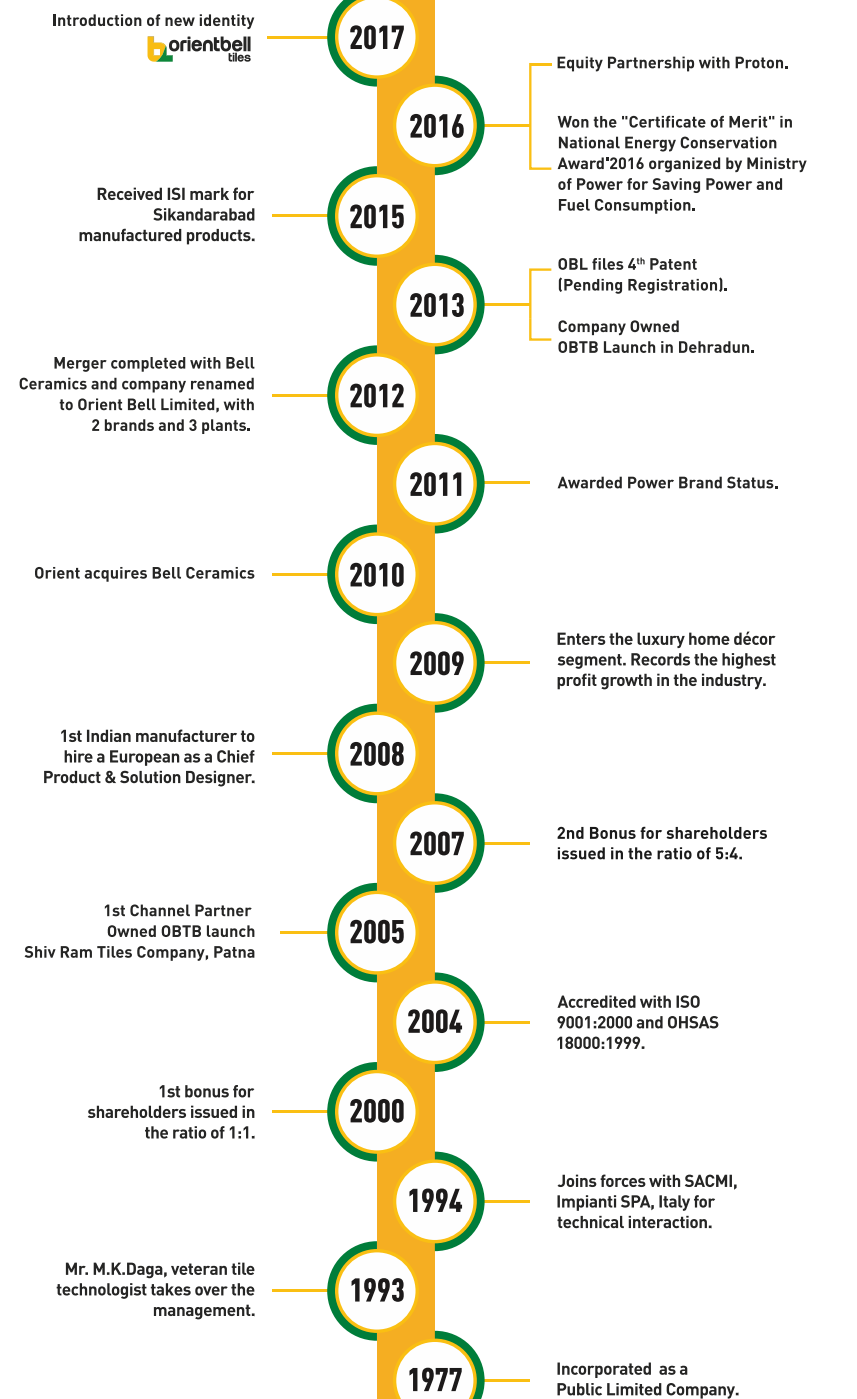 Introduction of new identity
orientbell
tiles
2017
Equity Partnership with Proton.
2016
Won the "Certificate of Merit" in
National Energy Conservation
Award'2016 organized by Ministry
of Power for Saving Power and
Fuel Consumption.
Received ISI mark for
Sikandarabad
manufactured products.
2015
OBL files 4th Patent
(Pending Registration).
2013
Company Owned
OBTB Launch in Dehradun.
Merger completed with Bell
Ceramics and company renamed
to Orient Bell Limited, with
2 brands and 3 plants.
2012
2011
Awarded Power Brand Status.
Orient acquires Bell Ceramics
2010
2009
Enters the luxury home décor
segment. Records the highest
profit growth in the industry.
1st Indian manufacturer to
hire a European as a Chief
Product & Solution Designer.
2008
2007
2nd Bonus for shareholders
issued in the ratio of 5:4.
1st Channel Partner
Owned OBTB launch
Shiv Ram Tiles Company, Patna
2005
2004
Accredited with ISO
9001:2000 and OHSAS
18000:1999.
1st bonus for
shareholders issued in
the ratio of 1:1.
2000
1994
Joins forces with SACMI,
Impianti SPA, Italy for
technical interaction.
Mr. M.K.Daga, veteran tile
technologist takes over the
management.
1993
1977
Incorporated as a
Public Limited Company.